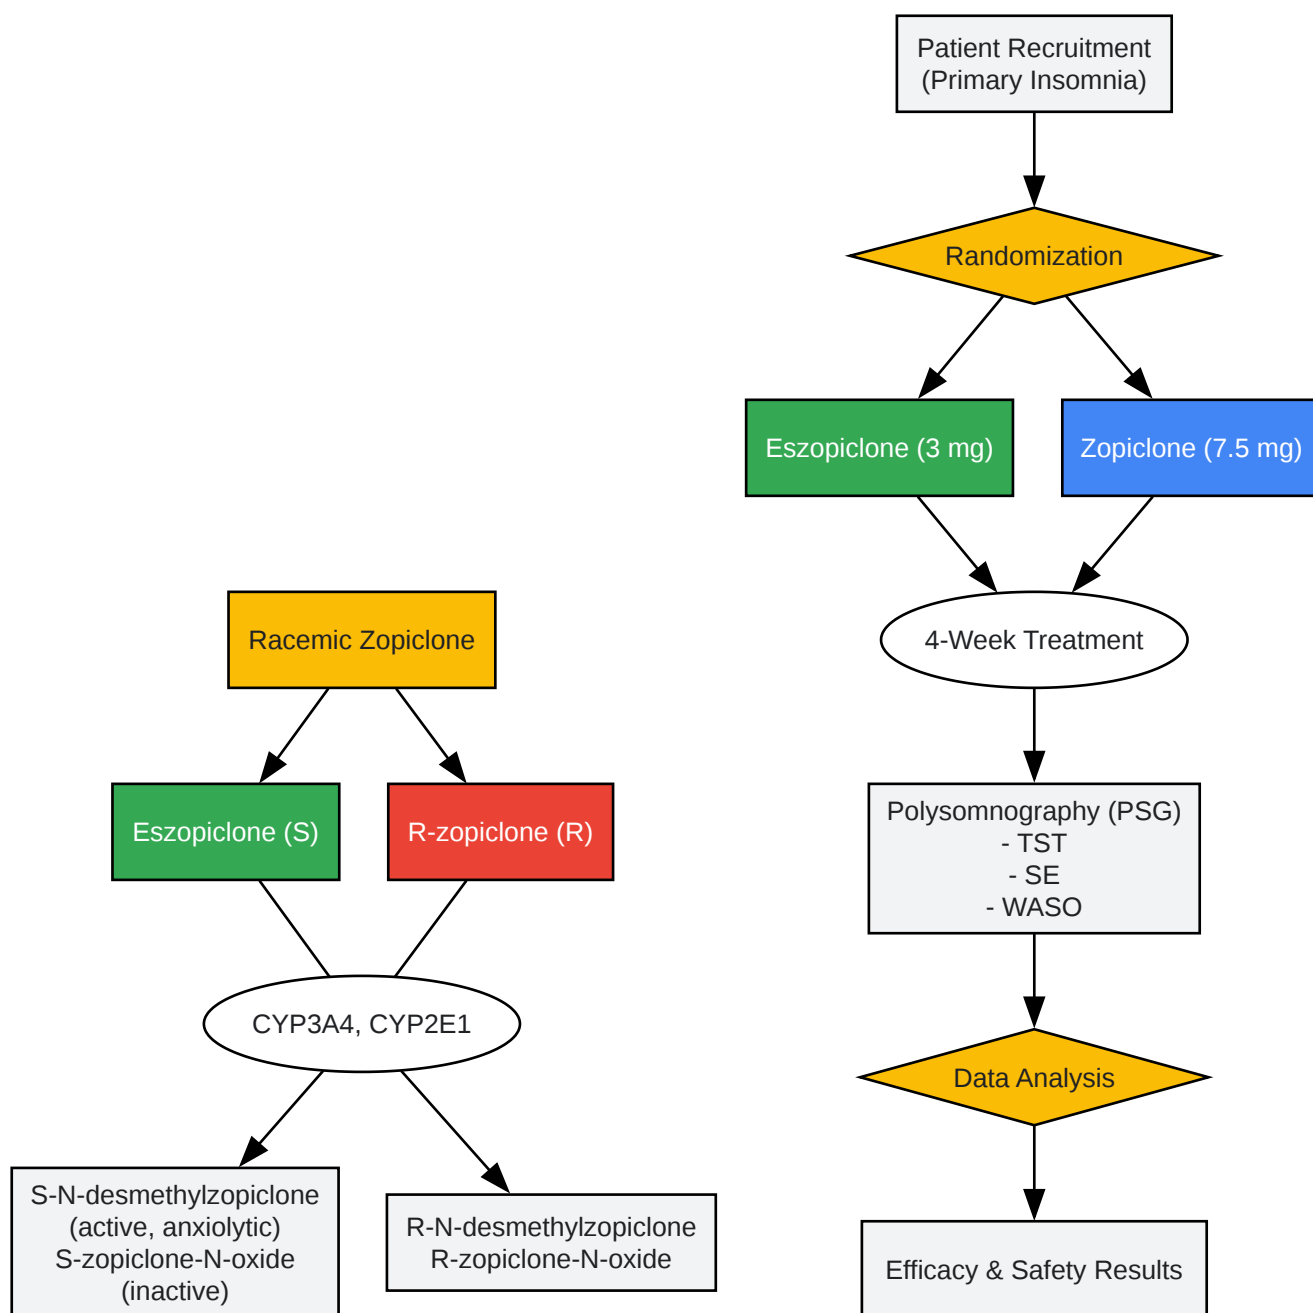 Patient Recruitment
(Primary Insomnia)
Randomization
Eszopiclone (3 mg)
Zopiclone (7.5 mg)
4-Week Treatment
Polysomnography (PSG)
- TST
- SE
- WASO
Data Analysis
Efficacy & Safety Results
Racemic Zopiclone
Eszopiclone (S)
R-zopiclone (R)
CYP3A4, CYP2E1
S-N-desmethylzopiclone
(active, anxiolytic)
S-zopiclone-N-oxide
(inactive)
R-N-desmethylzopiclone
R-zopiclone-N-oxide